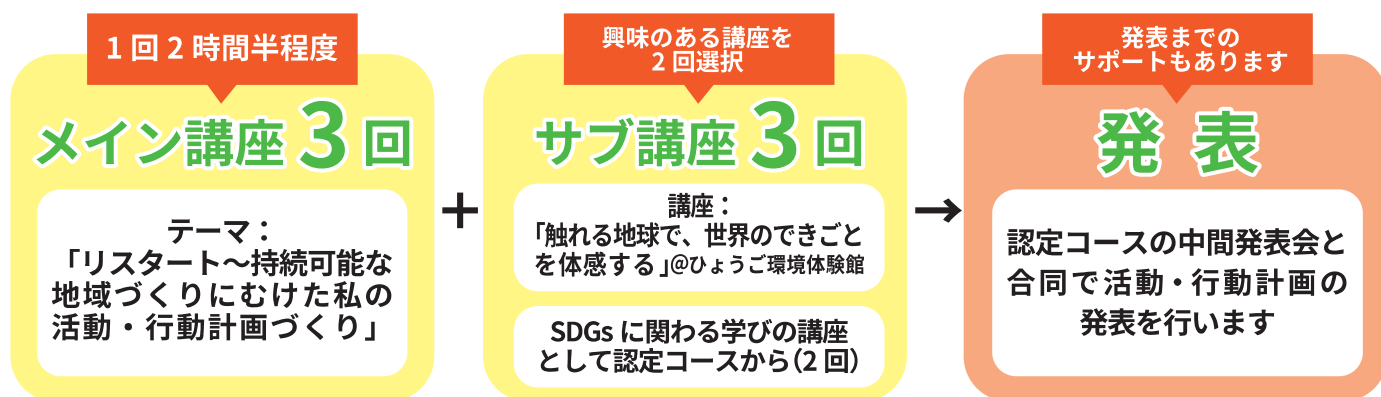 1回2時間半程度
メイン講座3回
テーマ：
「リスタート～持続可能な
地域づくりにむけた私の
活動・行動計画づくり」
＋
興味のある講座を
2回選択
サブ講座3回
講座：
「触れる地球で、世界のできごと
を体感する」@ひょうご環境体験館
SDGsに関わる学びの講座
として認定コースから（2回）
→
発表までの
サポートもあります
発表
認定コースの中間発表会と
合同で活動・行動計画の
発表を行います